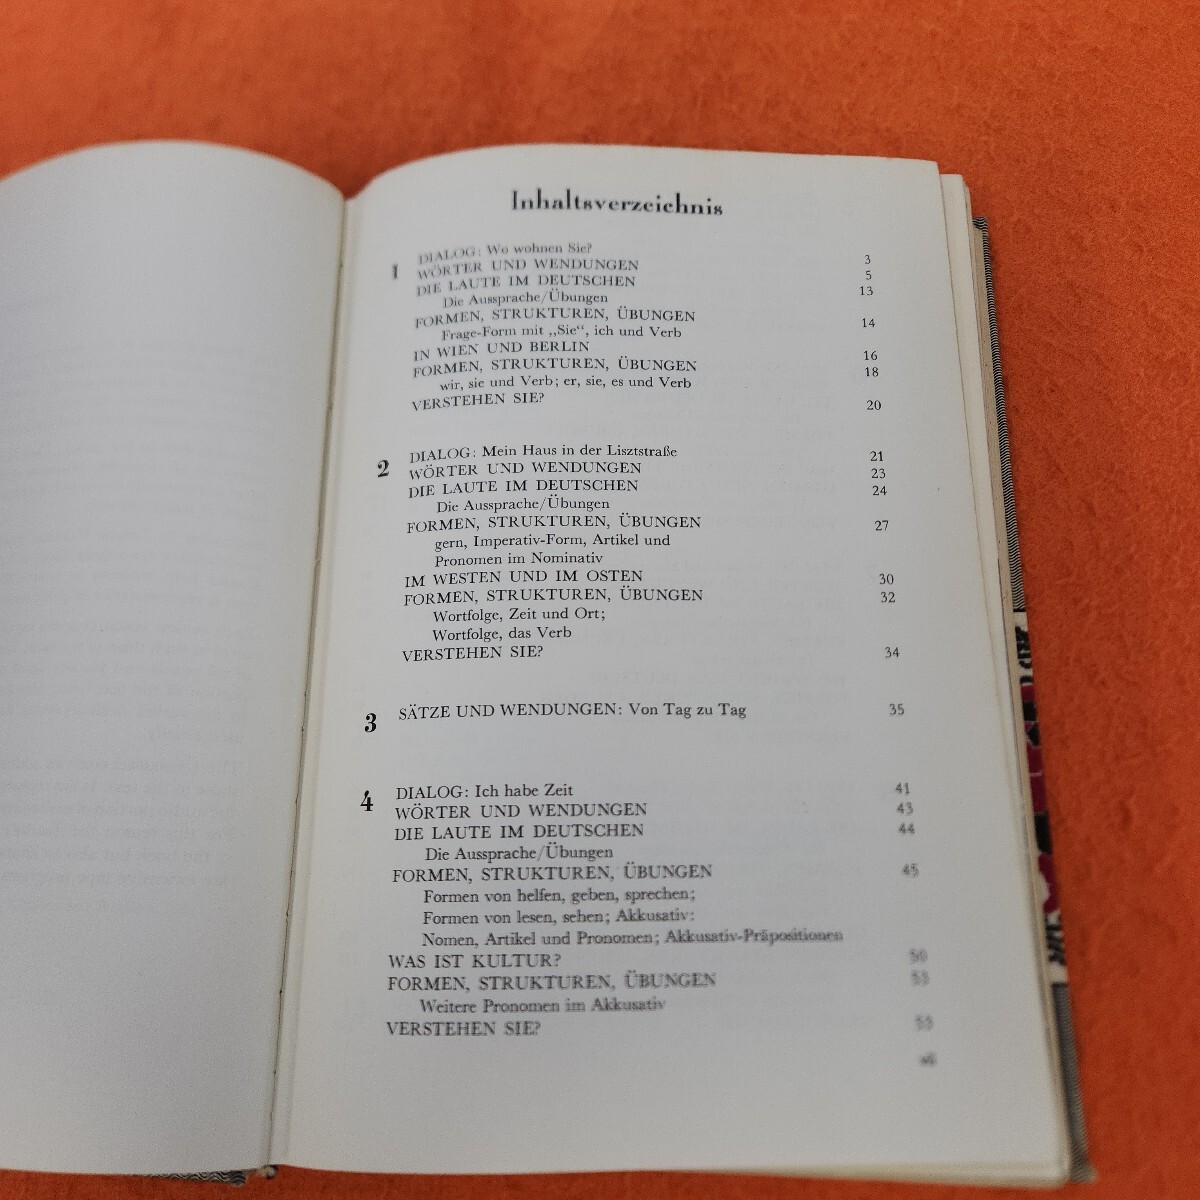 Inhaltsverzeichnis
1 DIALOG: Wo wohnen Sie? 3
WÖRTER UND WENDUNGEN 5
DIE LAUTE IM DEUTSCHEN 13
Die Aussprache/Übungen
FORMEN, STRUKTUREN, ÜBUNGEN 14
Frage-Form mit „Sie“, ich und Verb
IN WIEN UND BERLIN 16
FORMEN, STRUKTUREN, ÜBUNGEN 18
wir, sie und Verb; er, sie, es und Verb
VERSTEHEN SIE? 20
2 DIALOG: Mein Haus in der Lisztstraße 21
WÖRTER UND WENDUNGEN 23
DIE LAUTE IM DEUTSCHEN 24
Die Aussprache/Übungen
FORMEN, STRUKTUREN, ÜBUNGEN 27
gern, Imperativ-Form, Artikel und
Pronomen im Nominativ
IM WESTEN UND IM OSTEN 30
FORMEN, STRUKTUREN, ÜBUNGEN 32
Wortfolge, Zeit und Ort;
Wortfolge, das Verb
VERSTEHEN SIE? 34
3 SÄTZE UND WENDUNGEN: Von Tag zu Tag 35
4 DIALOG: Ich habe Zeit 41
WÖRTER UND WENDUNGEN 43
DIE LAUTE IM DEUTSCHEN 44
Die Aussprache/Übungen
FORMEN, STRUKTUREN, ÜBUNGEN 45
Formen von helfen, geben, sprechen;
Formen von lesen, sehen; Akkusativ:
Nomen, Artikel und Pronomen; Akkusativ-Präpositionen
WAS IST KULTUR? 50
FORMEN, STRUKTUREN, ÜBUNGEN 53
Weitere Pronomen im Akkusativ
VERSTEHEN SIE? 55